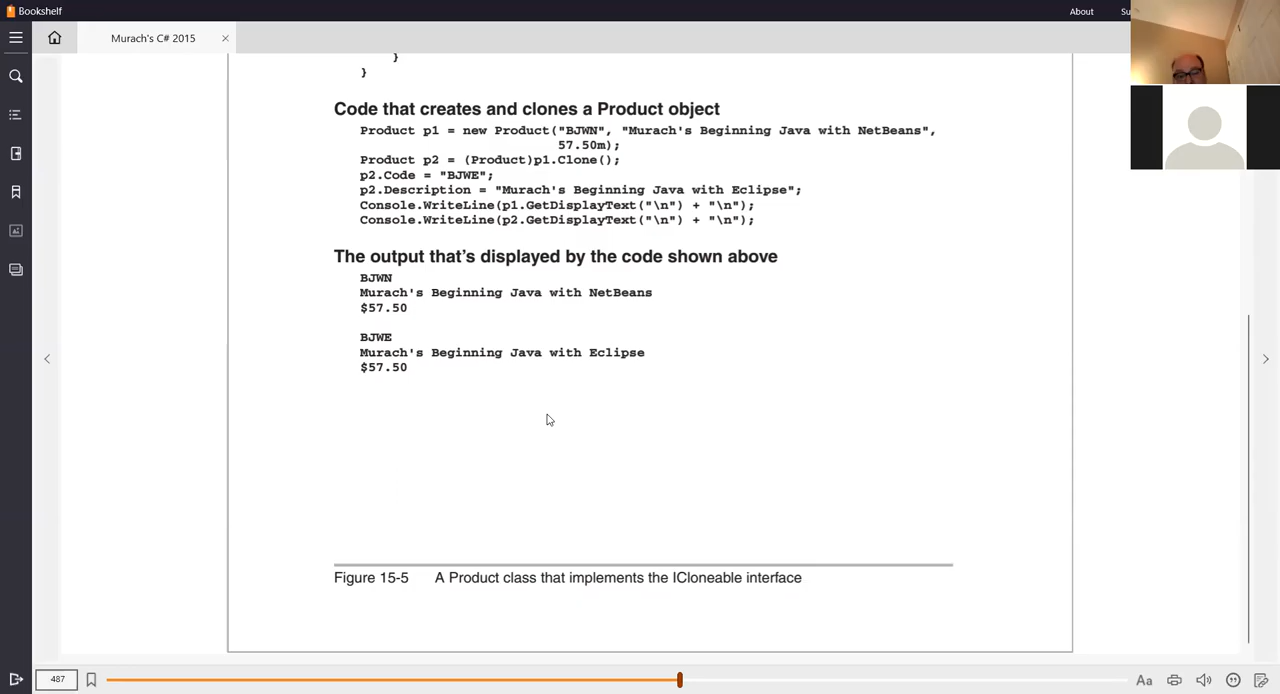 Bookshelf
About
Su
Murach's C# 2015
}
}
Code that creates and clones a Product object
Product p1 = new Product("BJWN", "Murach's Beginning Java with NetBeans",
57.50m);
Product p2 = (Product)p1.Clone();
p2.Code = "BJWE";
p2.Description = "Murach's Beginning Java with Eclipse";
Console.WriteLine(p1.GetDisplayText("\n") + "\n");
Console.WriteLine(p2.GetDisplayText("\n") + "\n");
The output that's displayed by the code shown above
BJWN
Murach's Beginning Java with NetBeans
$57.50
BJWE
Murach's Beginning Java with Eclipse
$57.50
Figure 15-5 A Product class that implements the ICloneable interface
487
Aa